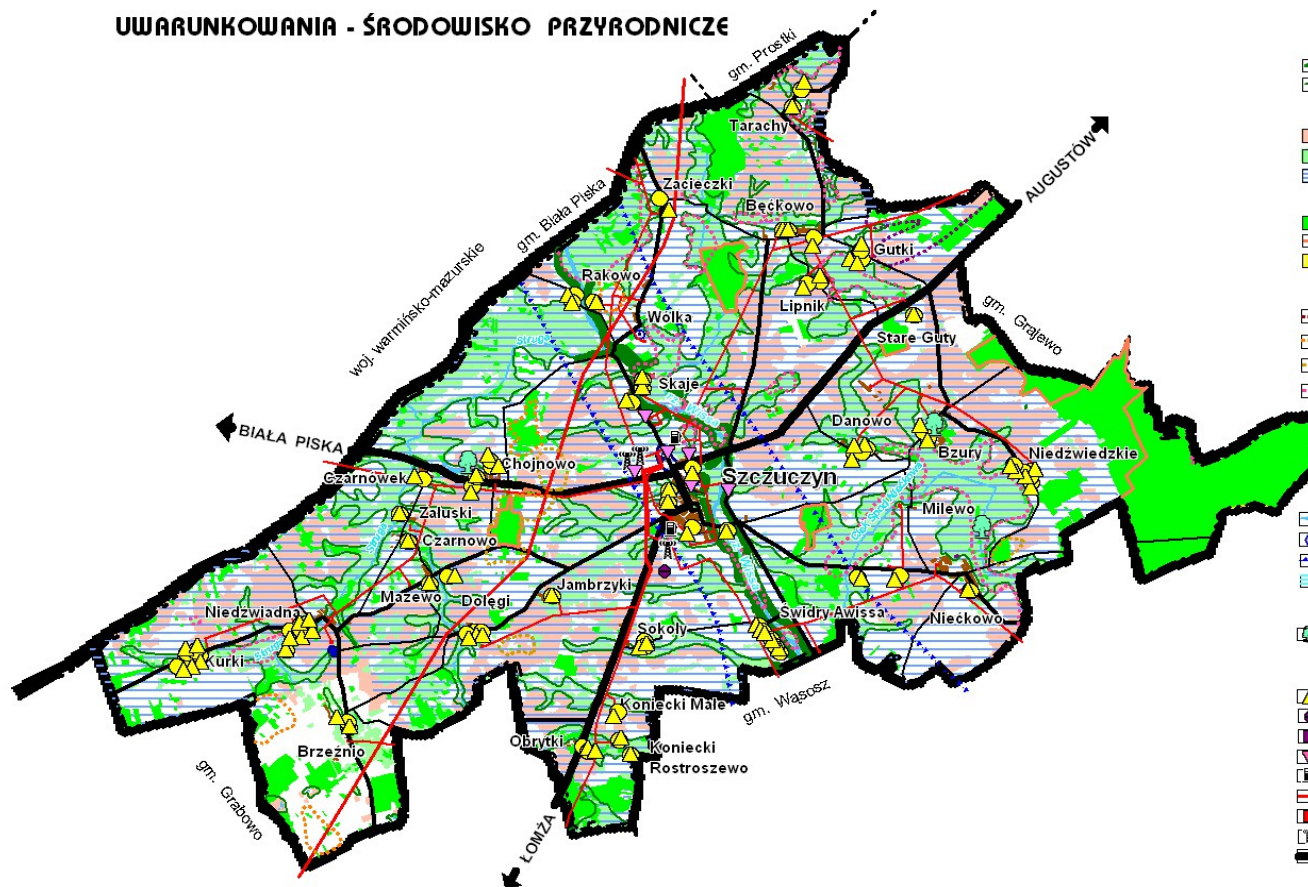 UWARUNKOWANIA - ŚRODOWISKO PRZYRODNICZE
gm. Prostki
Tarachy
AUGUSTÓW
Zacieczki
gm. Biała Piska
Bećkowo
woj. warmińsko-mazurskie
Gutki
Rakowo
Lipnik
gm. Grajewo
Wólka
Struga
Stare Guty
Skaje
Danowo
BIAŁA PISKA
Bzury
Niedźwiedzkie
Chojnowo
Szczuczyn
Czarnówek
Załuski
Milewo
Czarnowo
Mazewo
Dołęgi
Jambrzyki
Niedźwiadna
Świdry Awissa
Niećkowo
Sokoły
Struga
Kurki
gm. Wąsosz
Koniecki Małe
Obrytki
Brzeźnio
Koniecki
Rostroszewo
gm. Grabowo
ŁOMŻA